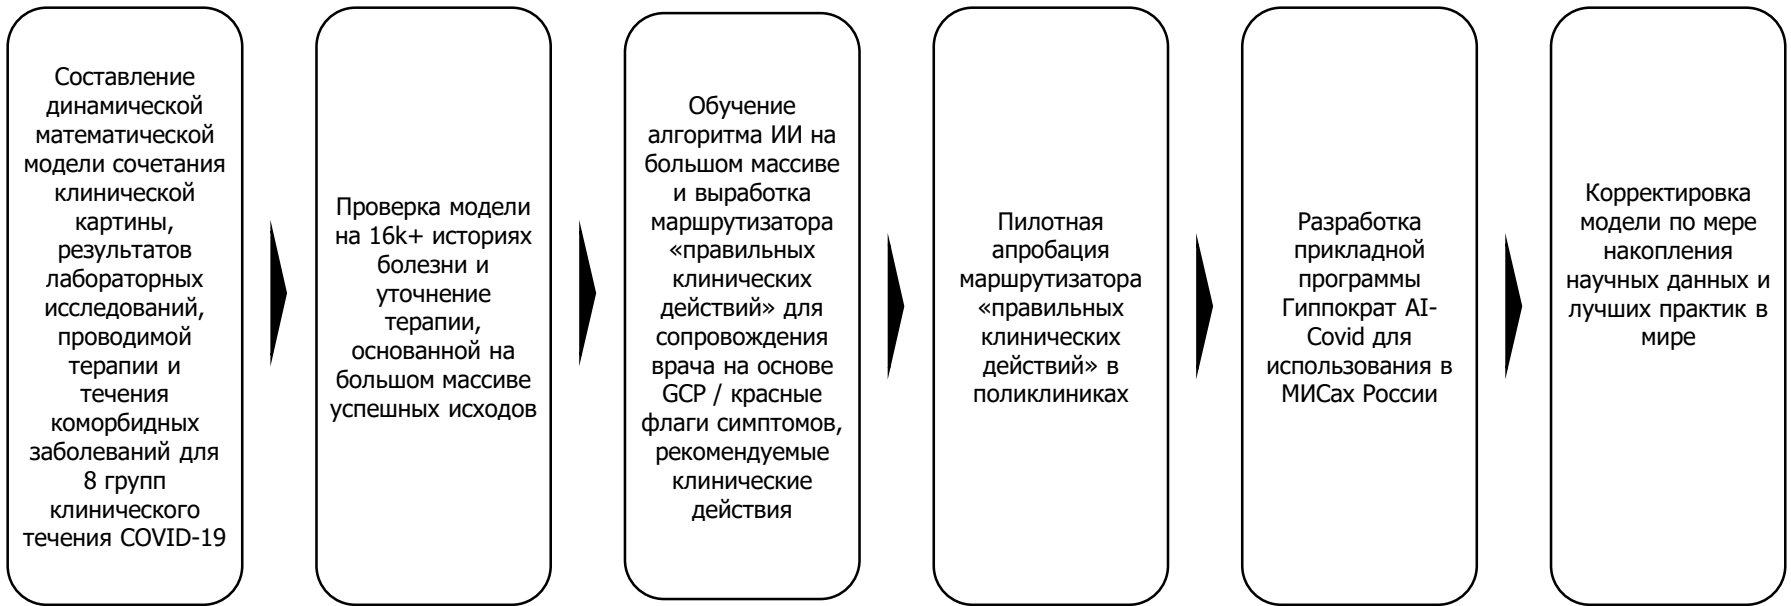 Составление
динамической
математической
модели сочетания
клинической
картины,
результатов
лабораторных
исследований,
проводимой
терапии и
течения
коморбидных
заболеваний для
8 групп
клинического
течения COVID-19
Проверка модели
на 16k+ историях
болезни и
уточнение
терапии,
основанной на
большом массиве
успешных исходов
Обучение
алгоритма ИИ на
большом массиве
и выработка
маршрутизатора
«правильных
клинических
действий» для
сопровождения
врача на основе
GCP / красные
флаги симптомов,
рекомендуемые
клинические
действия
Пилотная
апробация
маршрутизатора
«правильных
клинических
действий» в
поликлиниках
Разработка
прикладной
программы
Гиппократ AI-
Covid для
использования в
МИСах России
Корректировка
модели по мере
накопления
научных данных и
лучших практик в
мире